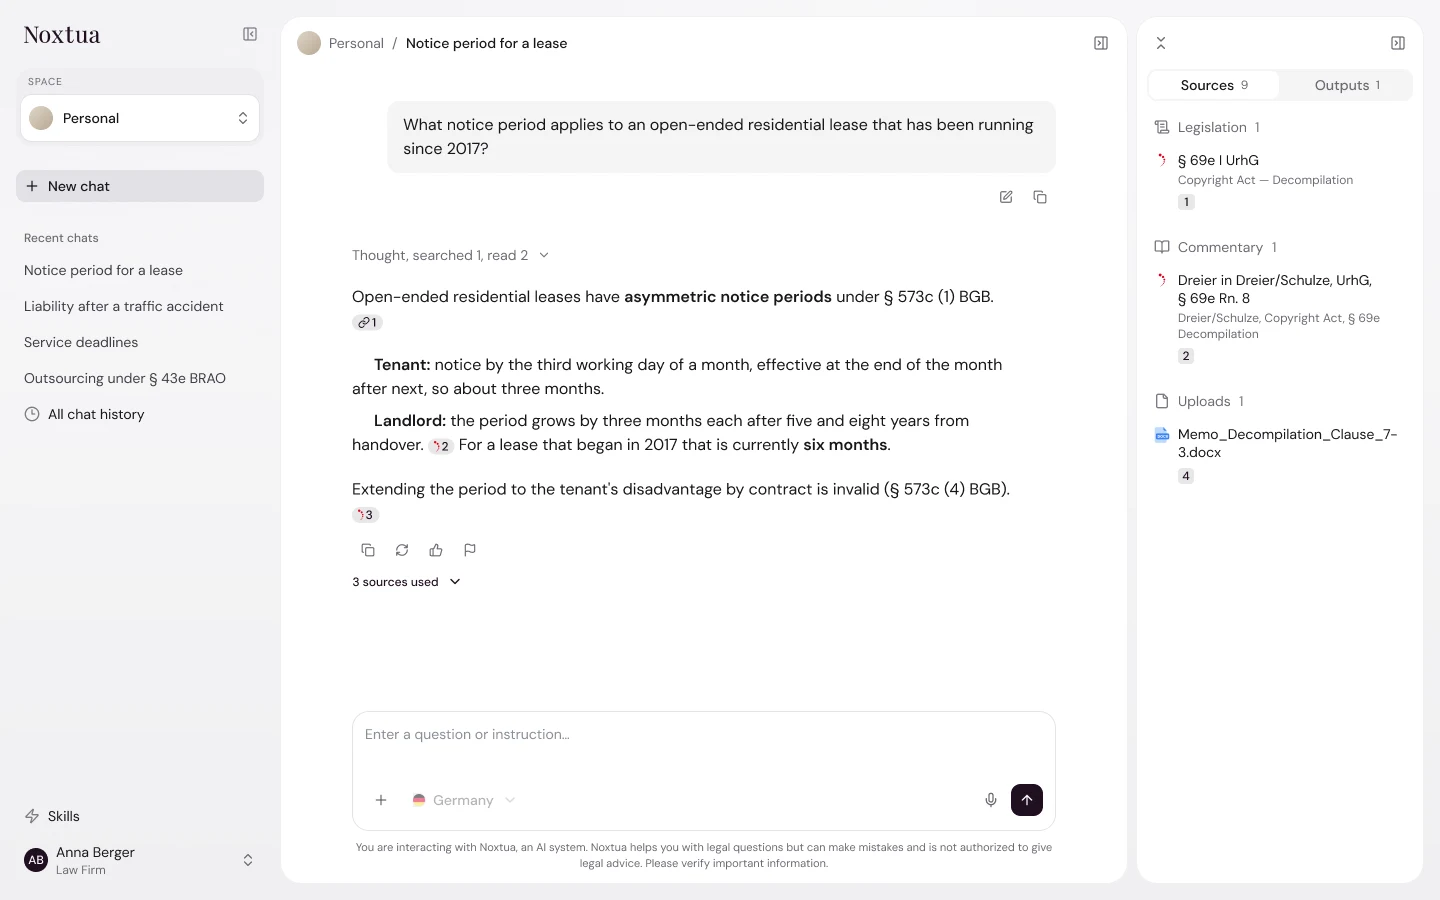 Noxtua
SPACE
Personal
New chat
Recent chats
Notice period for a lease
Liability after a traffic accident
Service deadlines
Outsourcing under § 43e BRAO
All chat history
Skills
AB
Anna Berger
Law Firm
Personal / Notice period for a lease
What notice period applies to an open-ended residential lease that has been running
since 2017?
Thought, searched 1, read 2
Open-ended residential leases have asymmetric notice periods under § 573c (1) BGB.
1
Tenant: notice by the third working day of a month, effective at the end of the month
after next, so about three months.
Landlord: the period grows by three months each after five and eight years from
handover. 2 For a lease that began in 2017 that is currently six months.
Extending the period to the tenant's disadvantage by contract is invalid (§ 573c (4) BGB).
3
3 sources used
Enter a question or instruction...
Germany
You are interacting with Noxtua, an AI system. Noxtua helps you with legal questions but can make mistakes and is not authorized to give
legal advice. Please verify important information.
Sources 9
Outputs 1
Legislation 1
§ 69e I UrhG
Copyright Act — Decompilation
1
Commentary 1
Dreier in Dreier/Schulze, UrhG,
§ 69e Rn. 8
Dreier/Schulze, Copyright Act, § 69e
Decompilation
2
Uploads 1
Memo_Decompilation_Clause_7-
3.docx
4